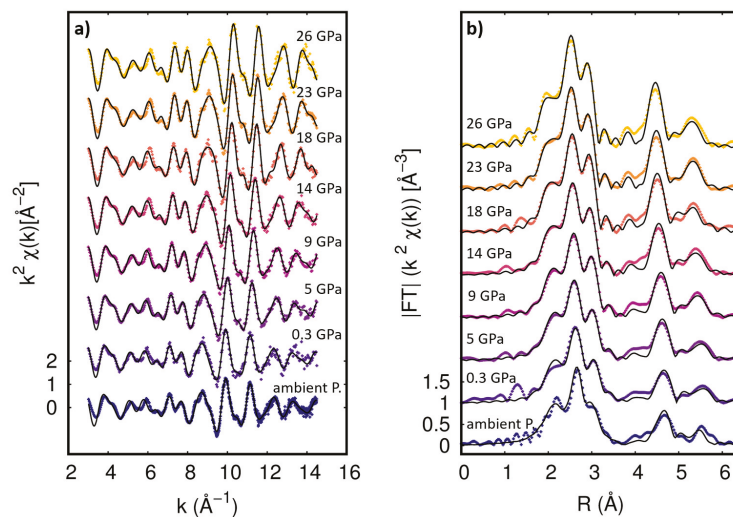 a)
26 GPa
23 GPa
18 GPa
14 GPa
9 GPa
5 GPa
0.3 GPa
ambient P.
k² χ(k)[Å⁻²]
2
1
0
2 4 6 8 10 12 14 16
k (Å⁻¹)
b)
26 GPa
23 GPa
18 GPa
14 GPa
9 GPa
5 GPa
0.3 GPa
ambient P.
|FT| (k² χ(k)) [Å⁻³]
1.5
1
0.5
0
0 1 2 3 4 5 6
R (Å)